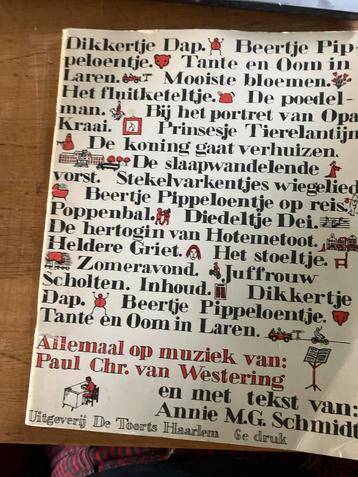 Dikkertje Dap. Beertje Pip-
peloentje. Tante en Oom in
Laren. Mooiste bloemen.
Het fluitketeltje. De poedel-
man. Bij het portret van Opa
Kraai. Prinsesje Tierelantijn
De koning gaat verhuizen.
De slaapwandelende
vorst. Stekelvarkentjes wiegelied
Beertje Pippeloentje op reis.
Poppenbal. Diedeltje Dei.
De hertogin van Hotemetoot.
Heldere Griet. Het stoeltje.
Zomeravond. Juffrouw
Scholten. Inhoud. Dikkertje
Dap. Beertje Pippeloentje.
Tante en Oom in Laren.
Allemaal op muziek van:
Paul Chr. van Westering
en met tekst van:
Annie M.G. Schmidt
Uitgeverij De Toorts Haarlem 6e druk